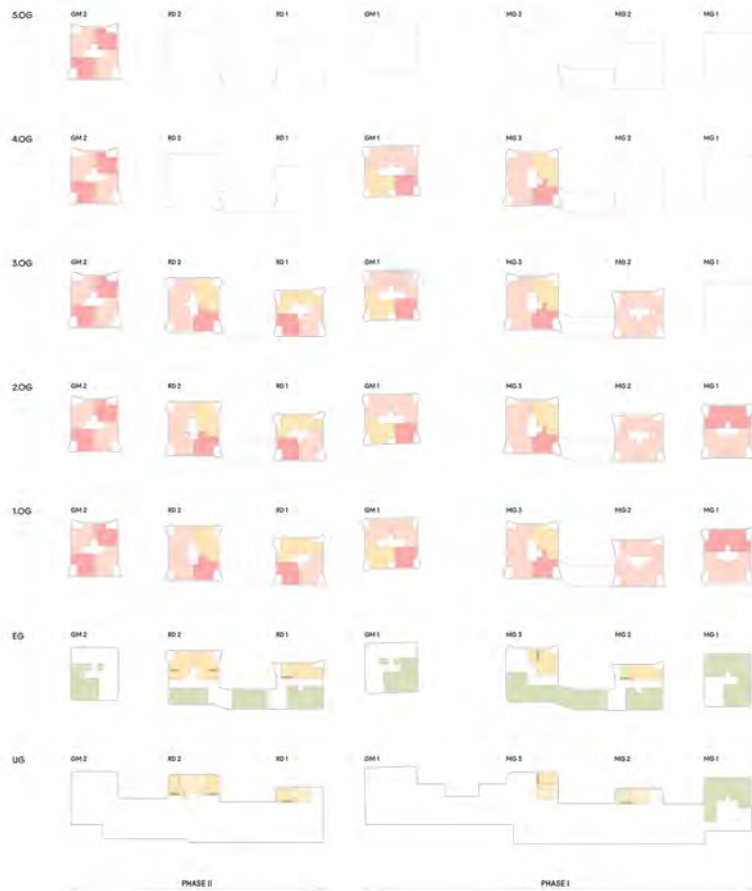 5.OG GM 2 RD 2 RD 1 GM 1 MG 3 MG 2 MG 1
4.OG GM 2 RD 2 RD 1 GM 1 MG 3 MG 2 MG 1
3.OG GM 2 RD 2 RD 1 GM 1 MG 3 MG 2 MG 1
2.OG GM 2 RD 2 RD 1 GM 1 MG 3 MG 2 MG 1
1.OG GM 2 RD 2 RD 1 GM 1 MG 3 MG 2 MG 1
EG GM 2 RD 2 RD 1 GM 1 MG 3 MG 2 MG 1
UG GM 2 RD 2 RD 1 GM 1 MG 3 MG 2 MG 1
PHASE II PHASE I